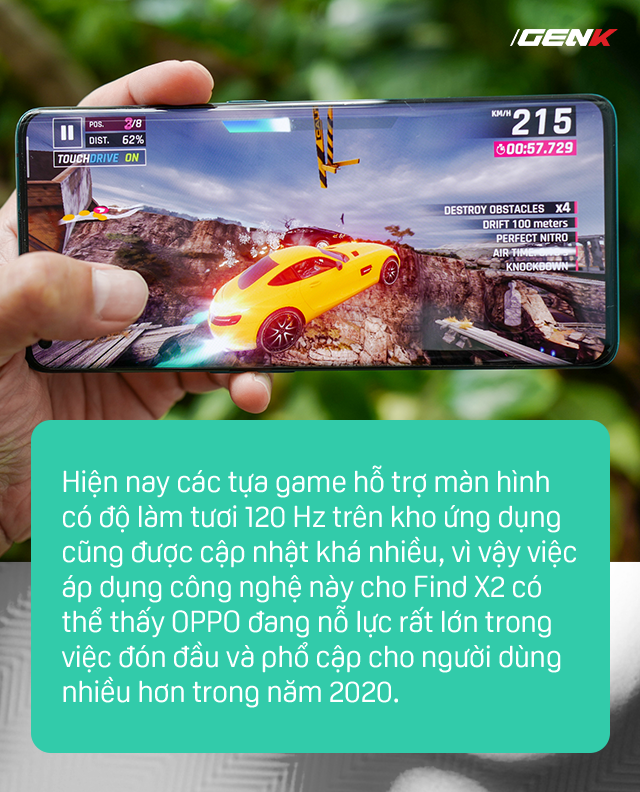 /GENK
POS. 3/8
DIST. 62%
TOUCHDRIVE ON
KM/H 215
00:57.729
DESTROY OBSTACLES x4
DRIFT 100 meters
PERFECT NITRO
KNOCKDOWN
Hiện nay các tựa game hỗ trợ màn hình
có độ làm tươi 120 Hz trên kho ứng dụng
cũng được cập nhật khá nhiều, vì vậy việc
áp dụng công nghệ này cho Find X2 có
thể thấy OPPO đang nỗ lực rất lớn trong
việc đón đầu và phổ cập cho người dùng
nhiều hơn trong năm 2020.